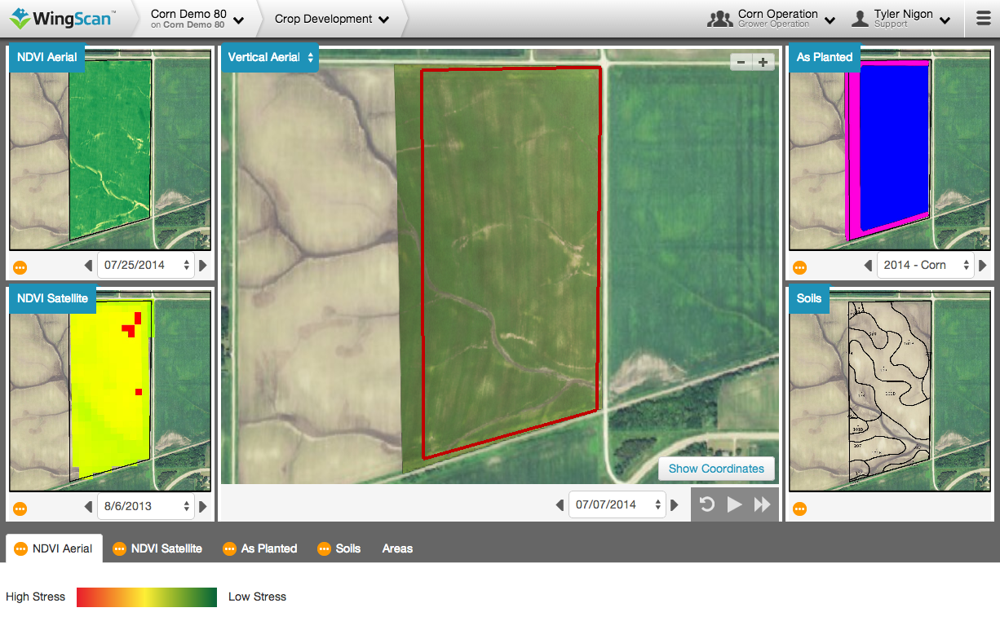 WingScan™
Corn Demo 80
on Corn Demo 80
Crop Development
Corn Operation
Grower Operation
Tyler Nigon
Support
NDVI Aerial
07/25/2014
NDVI Satellite
8/6/2013
Vertical Aerial
Show Coordinates
07/07/2014
As Planted
2014 - Corn
Soils
NDVI Aerial
NDVI Satellite
As Planted
Soils
Areas
High Stress
Low Stress